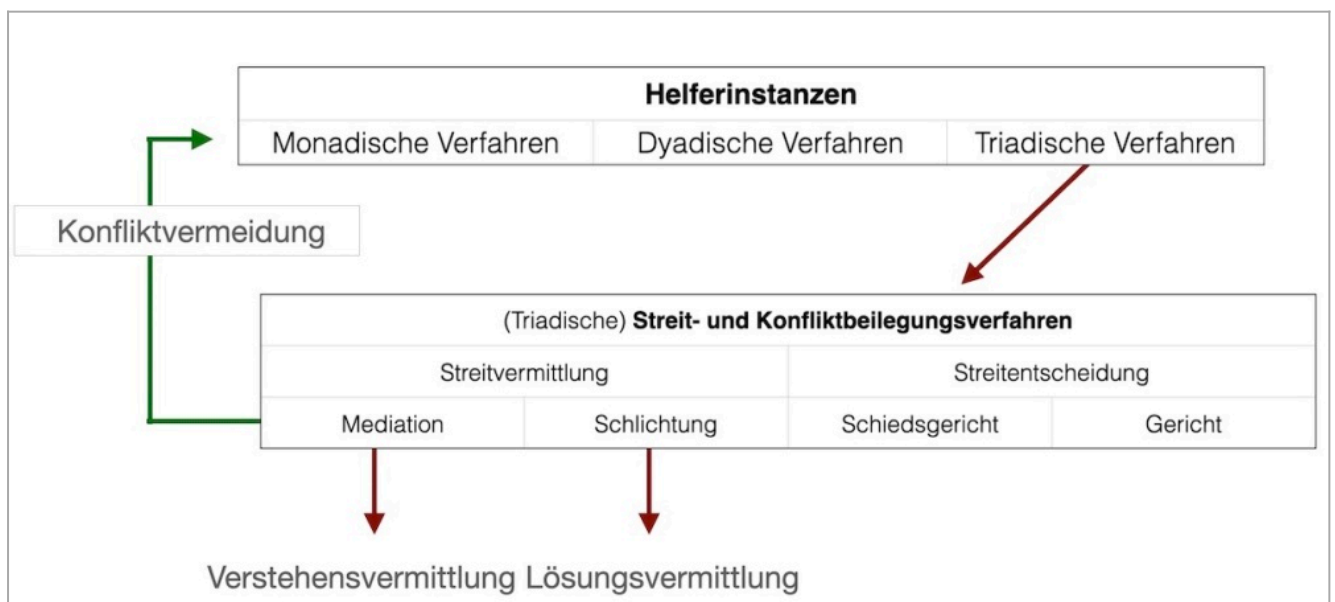 Helferinstanzen
Monadische Verfahren Dyadische Verfahren Triadische Verfahren
Konfliktvermeidung
(Triadische) Streit- und Konfliktbeilegungsverfahren
Streitvermittlung Streitentscheidung
Mediation Schlichtung Schiedsgericht Gericht
Verstehensvermittlung Lösungsvermittlung